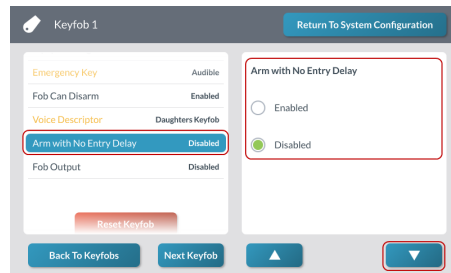 Keyfob 1
Return To System Configuration
Emergency Key Audible
Fob Can Disarm Enabled
Voice Descriptor Daughters Keyfob
Arm with No Entry Delay Disabled
Fob Output Disabled
Reset Keyfob
Arm with No Entry Delay
Enabled
Disabled
Back To Keyfobs
Next Keyfob